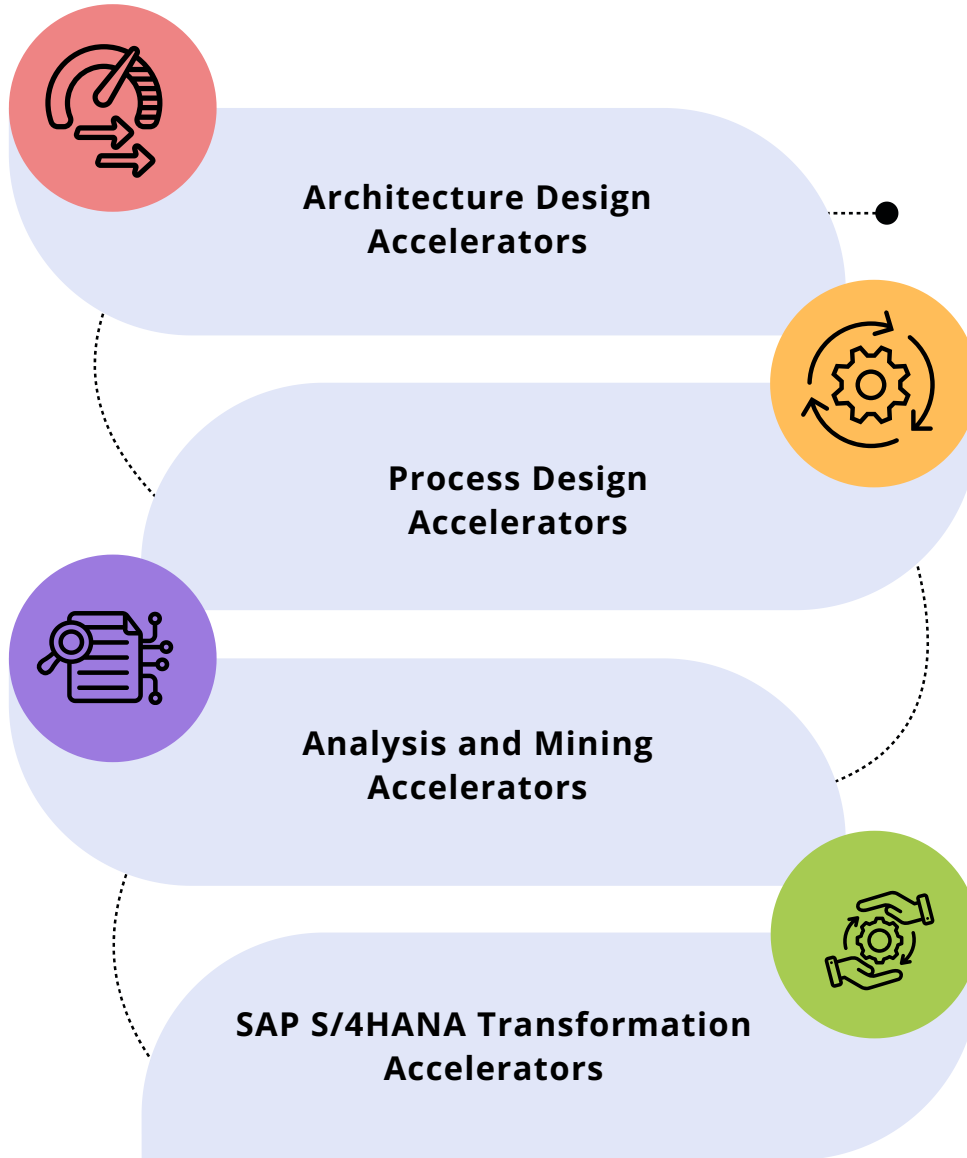 Architecture Design
Accelerators
Process Design
Accelerators
Analysis and Mining
Accelerators
SAP S/4HANA Transformation
Accelerators